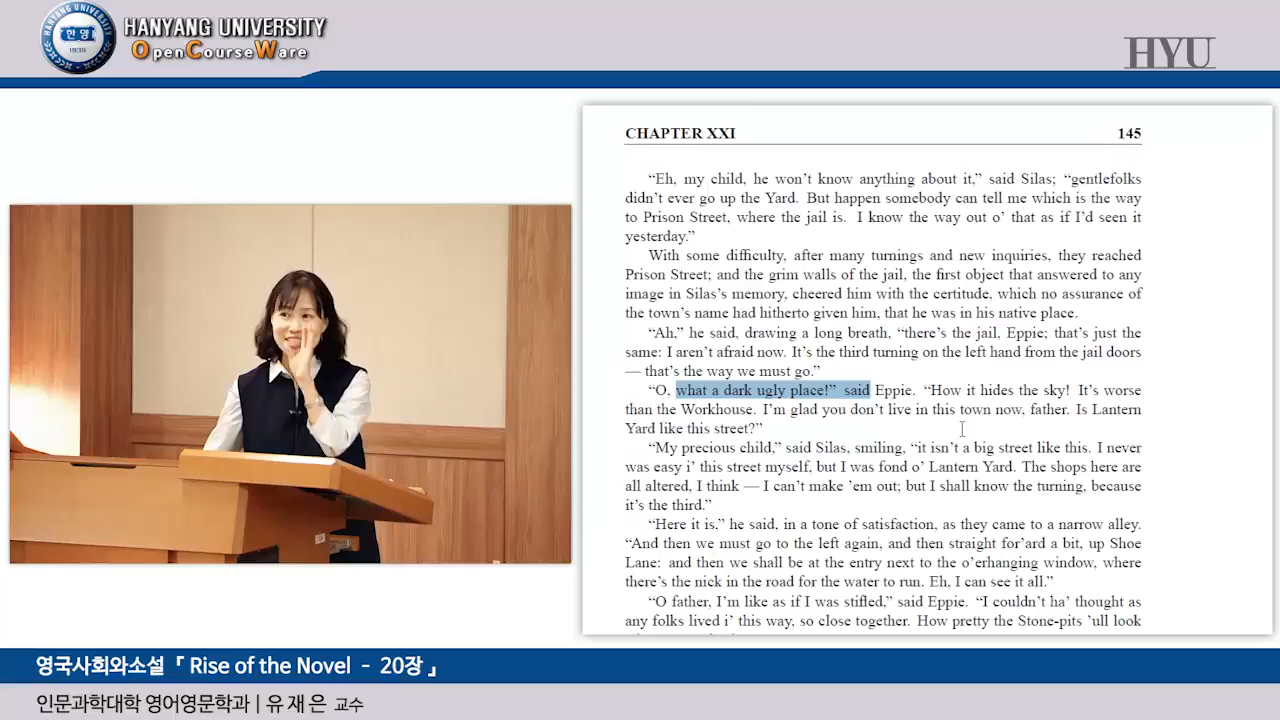 HANYANG UNIVERSITY
한양
1939
HANYANG UNIVERSITY
OpenCourseWare
HYU
CHAPTER XXI 145
“Eh, my child, he won’t know anything about it,” said Silas; “gentlefolks
didn’t ever go up the Yard. But happen somebody can tell me which is the way
to Prison Street, where the jail is. I know the way out o’ that as if I’d seen it
yesterday.”
With some difficulty, after many turnings and new inquiries, they reached
Prison Street; and the grim walls of the jail, the first object that answered to any
image in Silas’s memory, cheered him with the certitude, which no assurance of
the town’s name had hitherto given him, that he was in his native place.
“Ah,” he said, drawing a long breath, “there’s the jail, Eppie; that’s just the
same: I aren’t afraid now. It’s the third turning on the left hand from the jail doors
— that’s the way we must go.”
“O, what a dark ugly place!” said Eppie. “How it hides the sky! It’s worse
than the Workhouse. I’m glad you don’t live in this town now, father. Is Lantern
Yard like this street?”
“My precious child,” said Silas, smiling, “it isn’t a big street like this. I never
was easy i’ this street myself, but I was fond o’ Lantern Yard. The shops here are
all altered, I think — I can’t make ’em out; but I shall know the turning, because
it’s the third.”
“Here it is,” he said, in a tone of satisfaction, as they came to a narrow alley.
“And then we must go to the left again, and then straight for’ard a bit, up Shoe
Lane: and then we shall be at the entry next to the o’erhanging window, where
there’s the nick in the road for the water to run. Eh, I can see it all.”
“O father, I’m like as if I was stifled,” said Eppie. “I couldn’t ha’ thought as
any folks lived i’ this way, so close together. How pretty the Stone-pits ’ull look
영국사회와소설 「 Rise of the Novel - 20장 」
인문과학대학 영어영문학과 | 유 재 은 교수